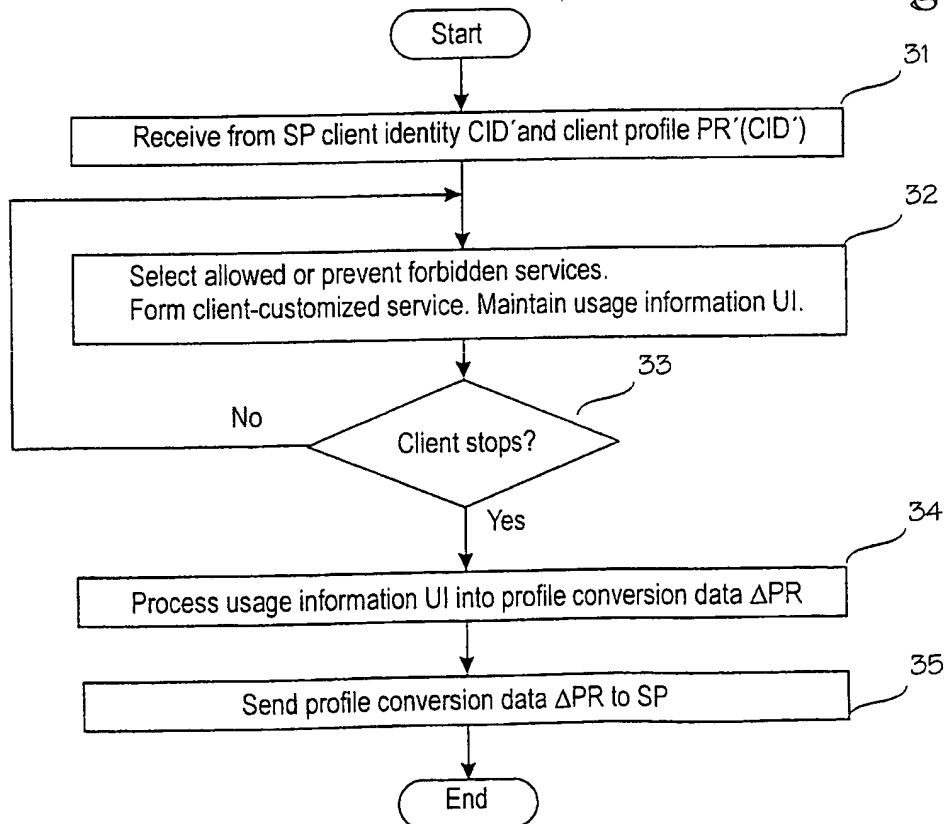 Start
31
Receive from SP client identity CID´and client profile PR´(CID´)
32
Select allowed or prevent forbidden services.
Form client-customized service. Maintain usage information UI.
33
No
Client stops?
Yes
34
Process usage information UI into profile conversion data ΔPR
35
Send profile conversion data ΔPR to SP
End